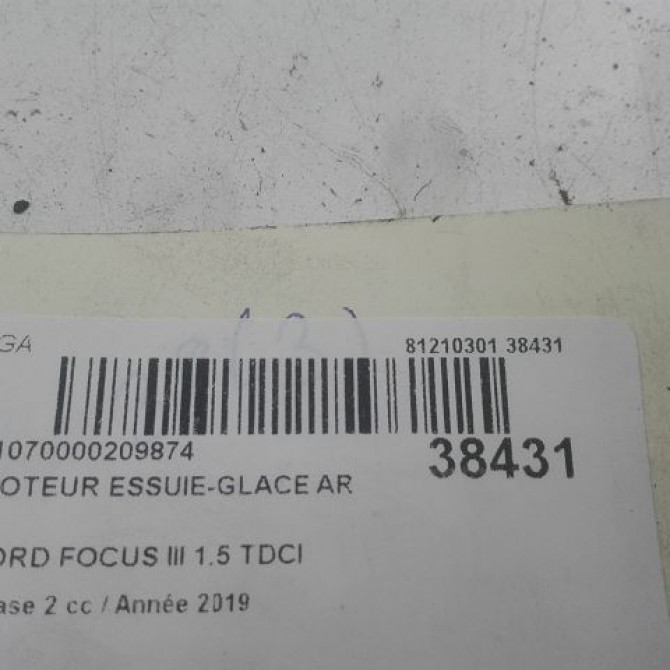 GA
81210301 38431
1070000209874
38431
OTEUR ESSUIE-GLACE AR
ORD FOCUS III 1.5 TDCI
ase 2 cc / Année 2019